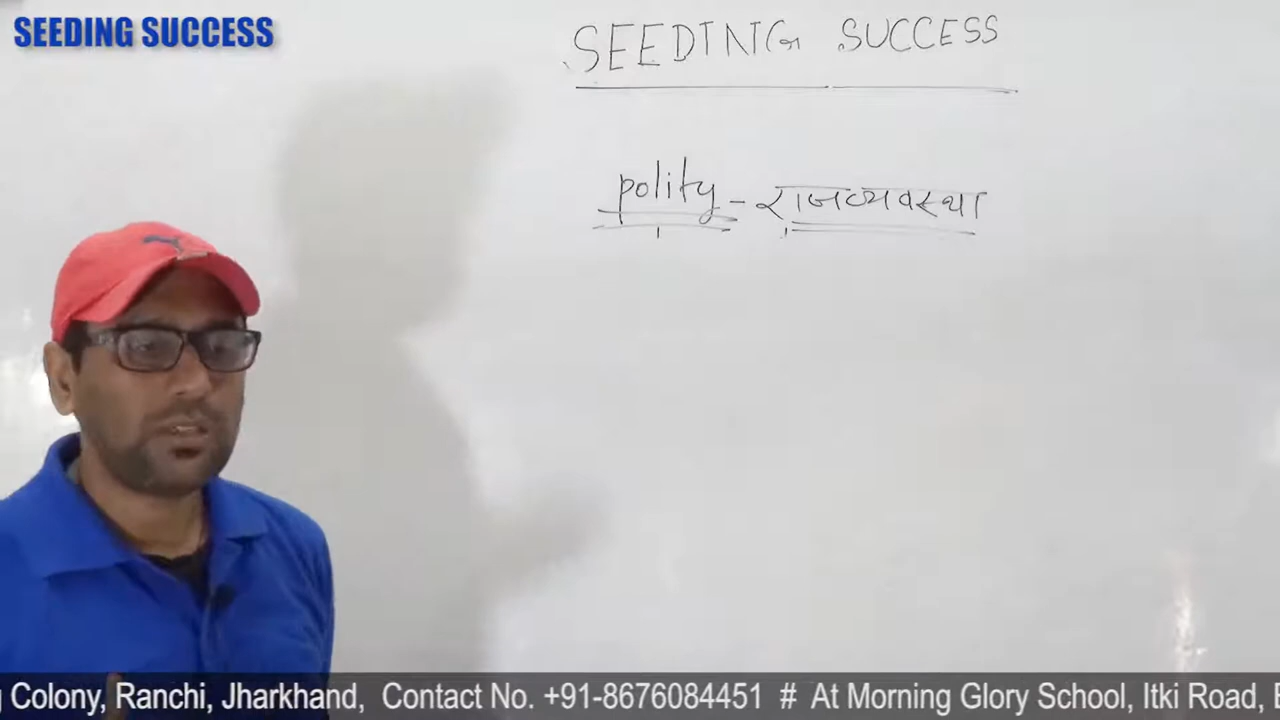 SEEDING SUCCESS
SEEDING SUCCESS
polity - राजव्यवस्था
Colony, Ranchi, Jharkhand, Contact No. +91-8676084451 # At Morning Glory School, Itki Road,